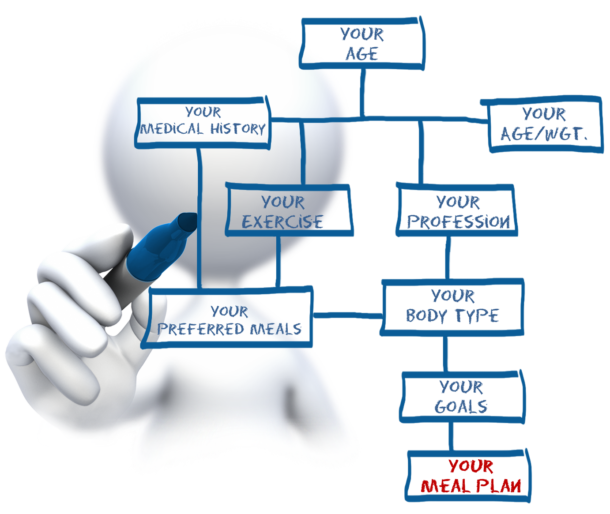 YOUR
AGE
YOUR
MEDICAL HISTORY
YOUR
AGE/WGT.
YOUR
EXERCISE
YOUR
PROFESSION
YOUR
PREFERRED MEALS
YOUR
BODY TYPE
YOUR
GOALS
YOUR
MEAL PLAN